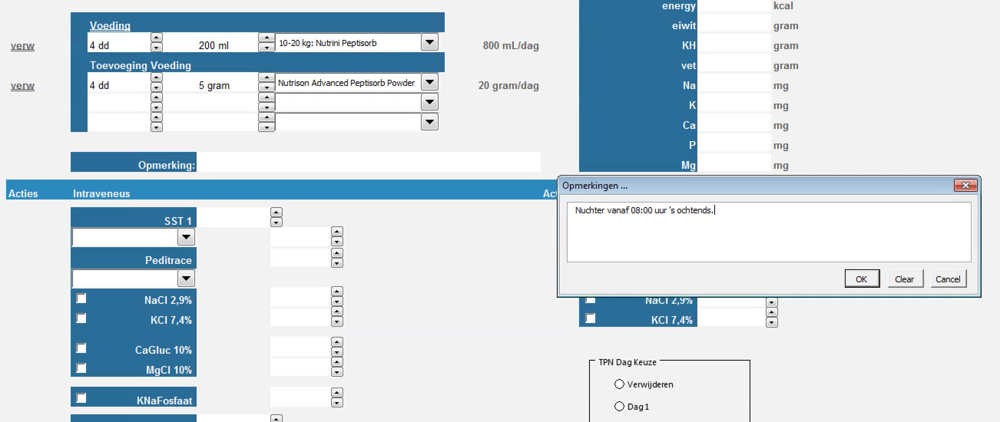 energy kcal
Voeding
eiwit gram
verw 4 dd 200 ml 10-20 kg: Nutrini Peptisorb 800 mL/dag KH gram
Toevoeging Voeding vet gram
verw 4 dd 5 gram Nutrison Advanced Peptisorb Powder 20 gram/dag Na mg
K mg
Ca mg
P mg
Opmerking: Mg mg
Acties Intraveneus Act
Opmerkingen ...
Nuchter vanaf 08:00 uur 's ochtends.
OK Clear Cancel
SST 1
Peditrace
NaCl 2,9% NaCl 2,9%
KCl 7,4% KCl 7,4%
CaGluc 10%
MgCl 10%
KNaFosfaat
TPN Dag Keuze
Verwijderen
Dag 1